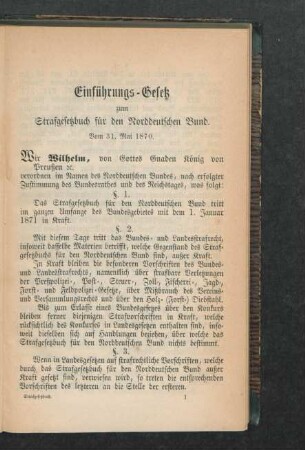 Einführungs-Gesetz
zum
Strafgesetzbuch für den Norddeutschen Bund.
Vom 31. Mai 1870.
Wir Wilhelm, von Gottes Gnaden König von
Preußen ꝛc.
verordnen im Namen des Norddeutschen Bundes, nach erfolgter
Zustimmung des Bundesrathes und des Reichstages, was folgt:
§. 1.
Das Strafgesetzbuch für den Norddeutschen Bund tritt
im ganzen Umfange des Bundesgebietes mit dem 1. Januar
1871 in Kraft.
§. 2.
Mit diesem Tage tritt das Bundes- und Landesstrafrecht,
insoweit dasselbe Materien betrifft, welche Gegenstand des Straf-
gesetzbuches für den Norddeutschen Bund sind, außer Kraft.
In Kraft bleiben die besonderen Vorschriften des Bundes-
und Landesstrafrechts, namentlich über strafbare Verletzungen
der Preßpolizei-, Post-, Steuer-, Zoll-, Fischerei-, Jagd-,
Forst- und Feldpolizei-Gesetze, über Mißbrauch des Vereins- und
Versammlungsrechts und über den Holz- (Forst-) Diebstahl.
Bis zum Erlasse eines Bundesgesetzes über den Konkurs
bleiben ferner diejenigen Strafvorschriften in Kraft, welche
rücksichtlich des Konkurses in Landesgesetzen enthalten sind, inso-
weit dieselben sich auf Handlungen beziehen, über welche das
Strafgesetzbuch für den Norddeutschen Bund nichts bestimmt.
§. 3.
Wenn in Landesgesetzen auf strafrechtliche Vorschriften, welche
durch das Strafgesetzbuch für den Norddeutschen Bund außer
Kraft gesetzt sind, verwiesen wird, so treten die entsprechenden
Vorschriften des letzteren an die Stelle der ersteren.
Strafgesetzbuch. 1